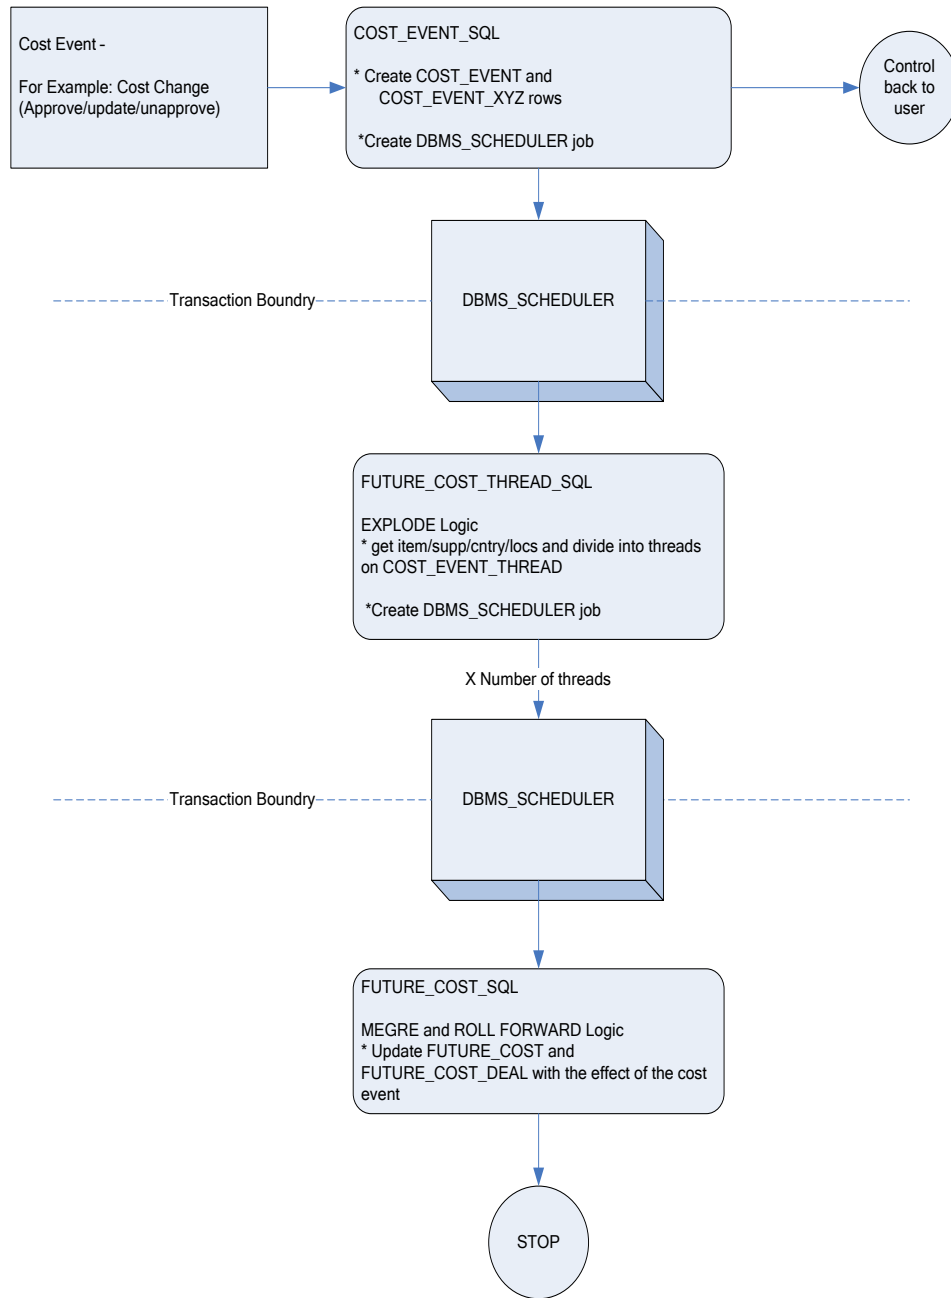 Cost Event -
For Example: Cost Change
(Approve/update/unapprove)
COST_EVENT_SQL
* Create COST_EVENT and
COST_EVENT_XYZ rows
*Create DBMS_SCHEDULER job
Control
back to
user
Transaction Boundry
DBMS_SCHEDULER
FUTURE_COST_THREAD_SQL
EXPLODE Logic
* get item/supp/cntry/locs and divide into threads
on COST_EVENT_THREAD
*Create DBMS_SCHEDULER job
X Number of threads
Transaction Boundry
DBMS_SCHEDULER
FUTURE_COST_SQL
MEGRE and ROLL FORWARD Logic
* Update FUTURE_COST and
FUTURE_COST_DEAL with the effect of the cost
event
STOP